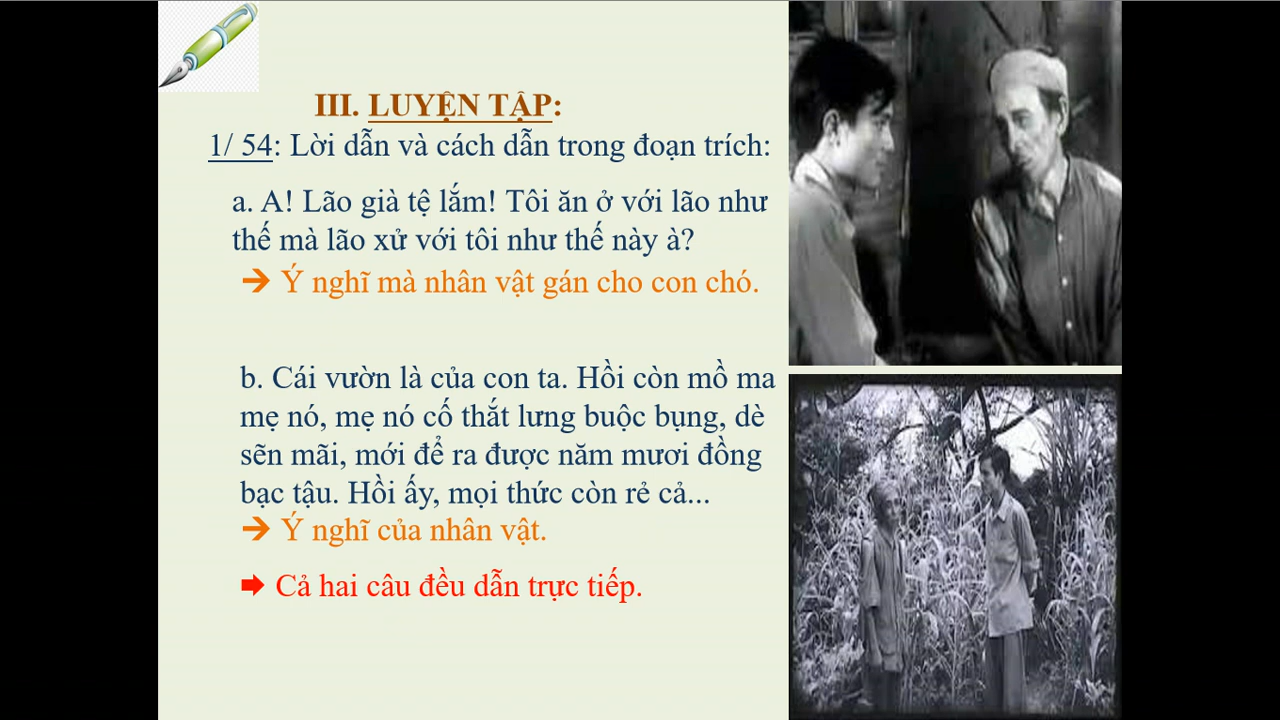 III. LUYỆN TẬP:
1/ 54: Lời dẫn và cách dẫn trong đoạn trích:
a. A! Lão già tệ lắm! Tôi ăn ở với lão như
thế mà lão xử với tôi như thế này à?
➔ Ý nghĩ mà nhân vật gán cho con chó.
b. Cái vườn là của con ta. Hồi còn mồ ma
mẹ nó, mẹ nó cố thắt lưng buộc bụng, dè
sẽn mãi, mới để ra được năm mươi đồng
bạc tậu. Hồi ấy, mọi thức còn rẻ cả...
➔ Ý nghĩ của nhân vật.
➨ Cả hai câu đều dẫn trực tiếp.